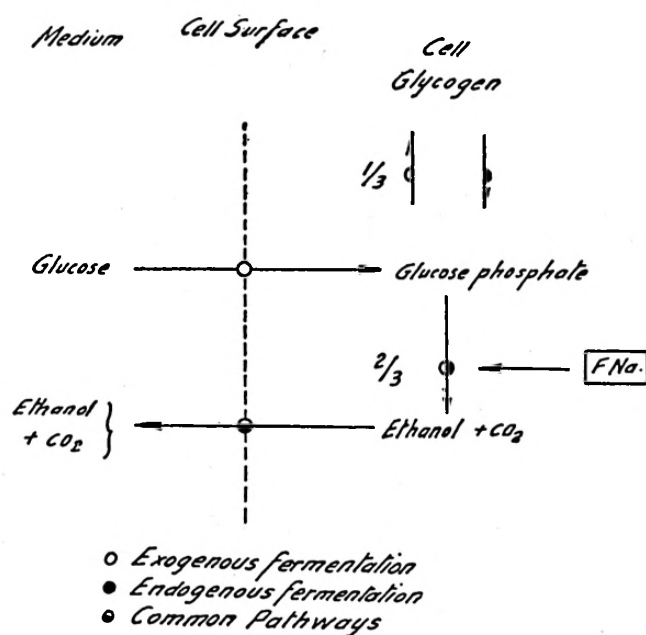 Medium Cell Surface Cell
Glycogen
1/3
Glucose Glucose phosphate
2/3 FNa.
Ethanol Ethanol + CO2
+ CO2
Exogenous fermentation
Endogenous fermentation
Common Pathways